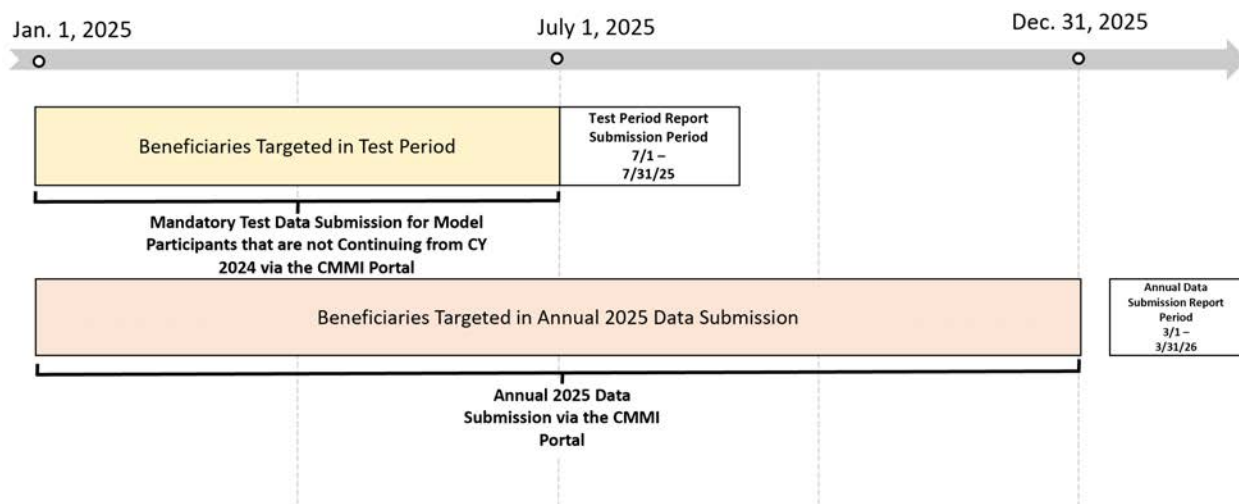 Jan. 1, 2025
July 1, 2025
Dec. 31, 2025
Beneficiaries Targeted in Test Period
Test Period Report
Submission Period
7/1 –
7/31/25
Mandatory Test Data Submission for Model
Participants that are not Continuing from CY
2024 via the CMMI Portal
Beneficiaries Targeted in Annual 2025 Data Submission
Annual Data
Submission Report
Period
3/1 –
3/31/26
Annual 2025 Data
Submission via the CMMI
Portal